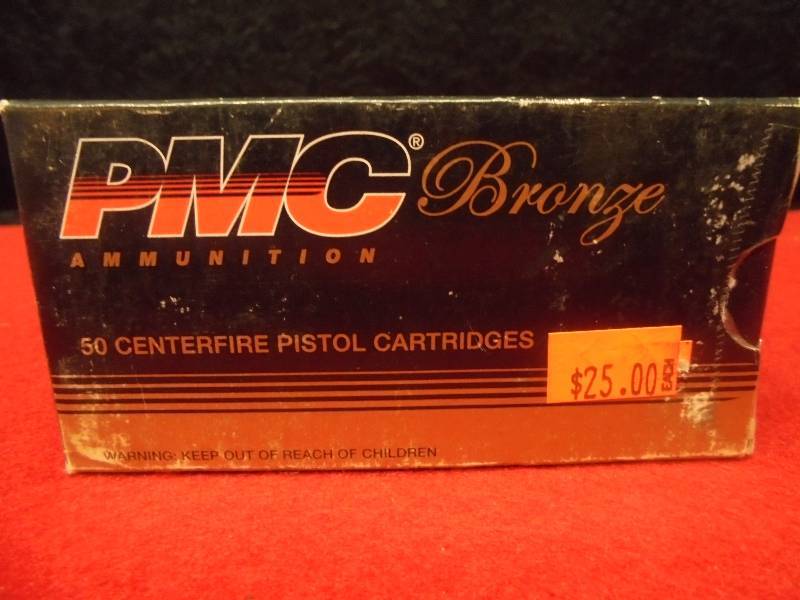 PMC® Bronze
AMMUNITION
50 CENTERFIRE PISTOL CARTRIDGES
$25.00 EACH
WARNING: KEEP OUT OF REACH OF CHILDREN